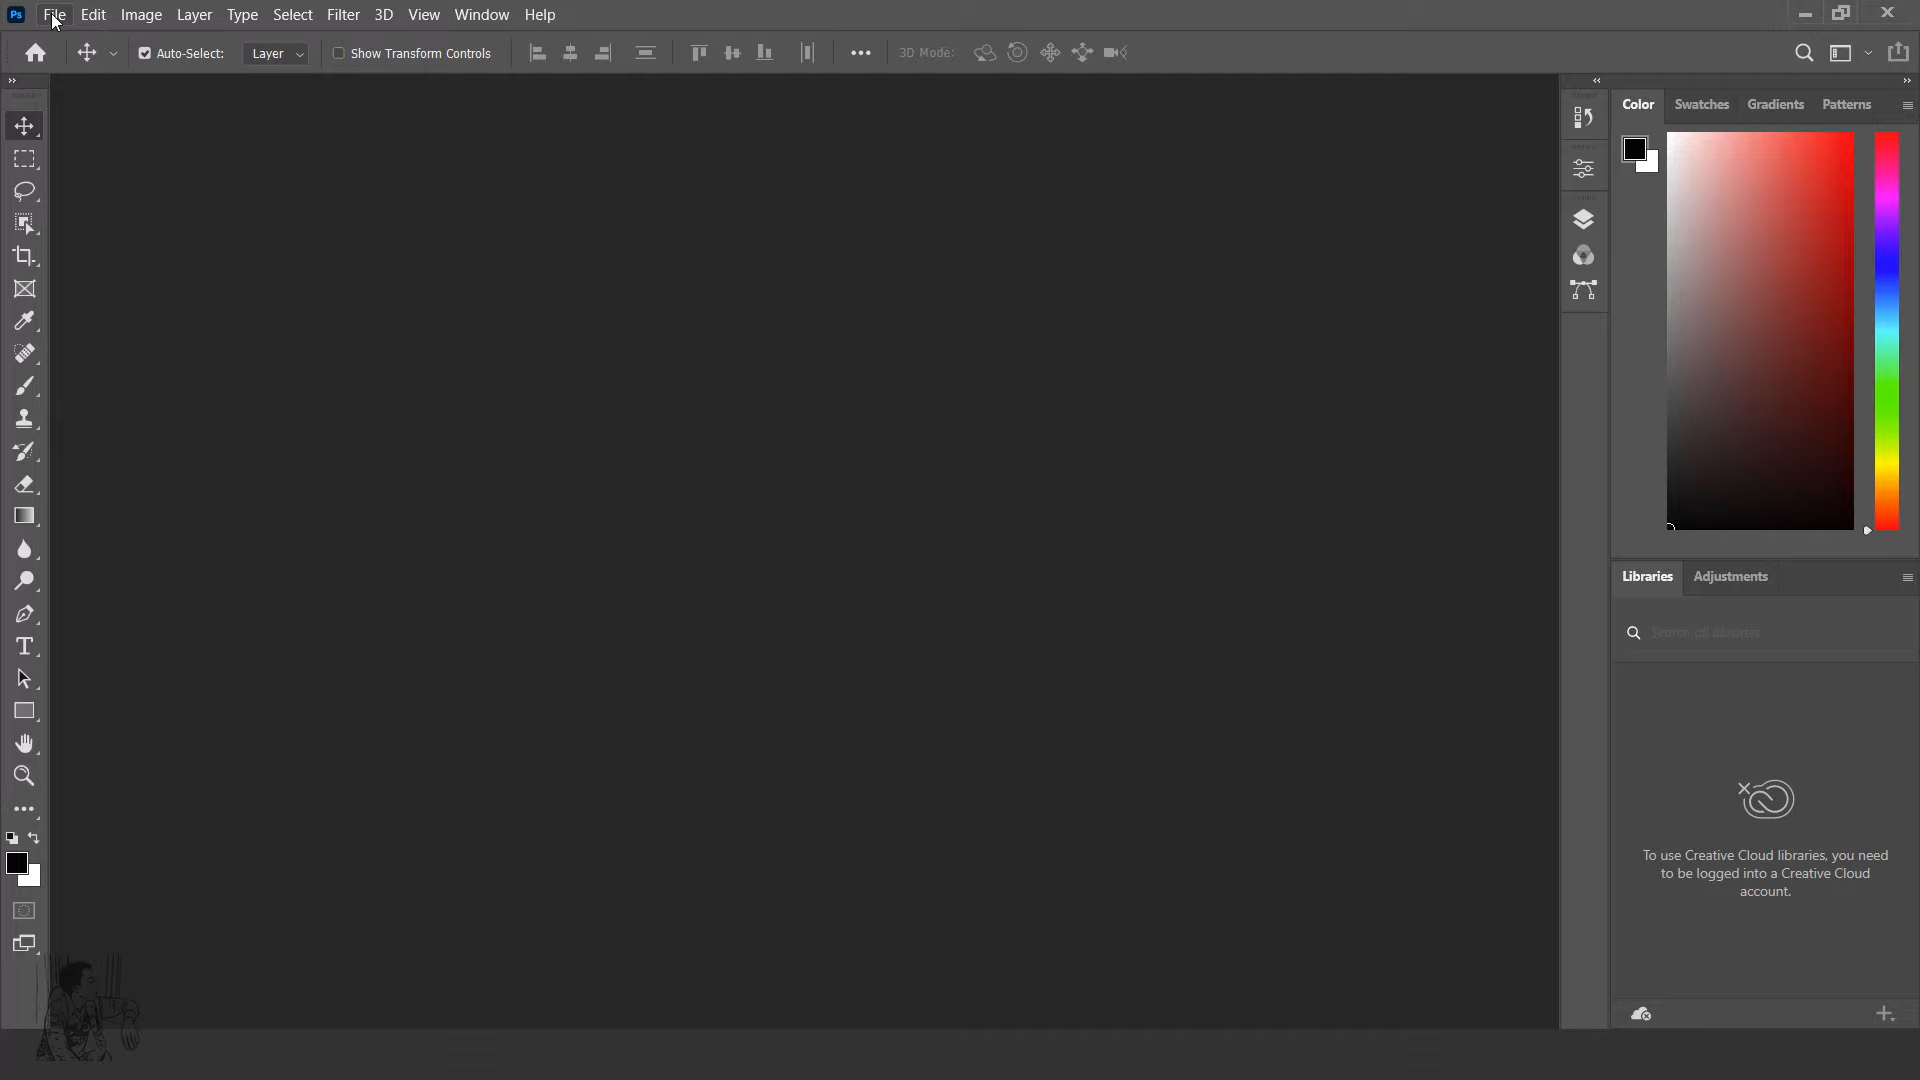 Ps File Edit Image Layer Type Select Filter 3D View Window Help
Auto-Select: Layer Show Transform Controls 3D Mode:
Color Swatches Gradients Patterns
Libraries Adjustments
Search all libraries
To use Creative Cloud libraries, you need
to be logged into a Creative Cloud
account.